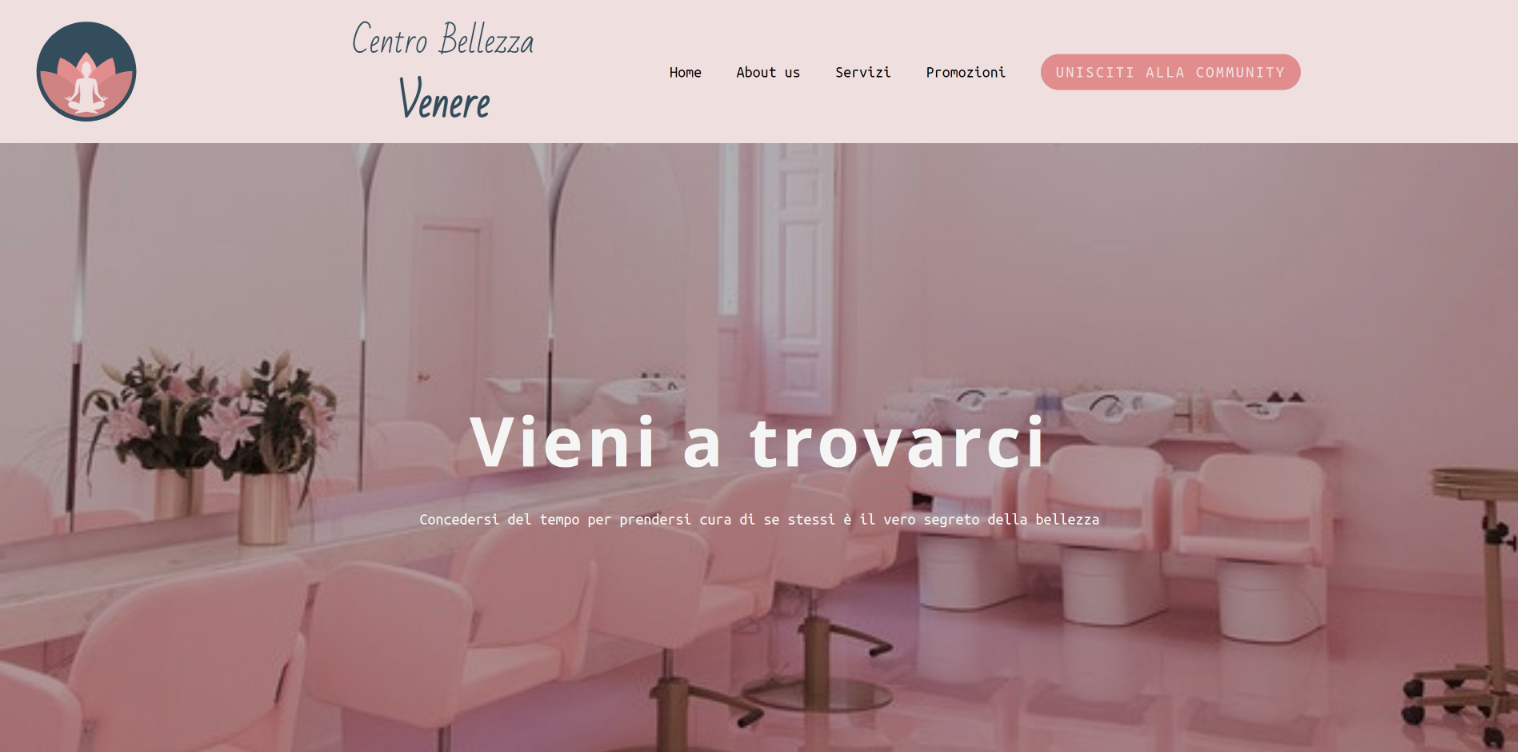 Centro Bellezza
Venere
Home
About us
Servizi
Promozioni
UNISCITI ALLA COMMUNITY
Vieni a trovarci
Concedersi del tempo per prendersi cura di se stessi è il vero segreto della bellezza